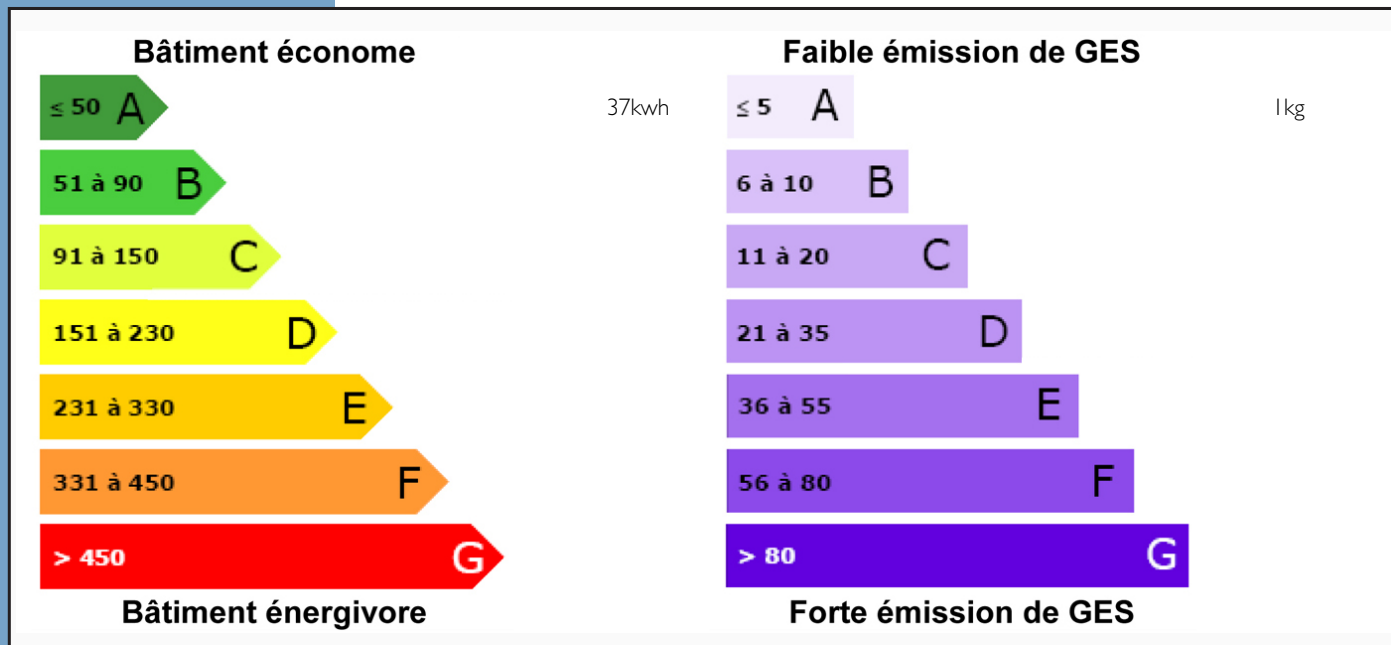 Bâtiment économe
≤ 50 A
37kwh
51 à 90 B
91 à 150 C
151 à 230 D
231 à 330 E
331 à 450 F
> 450 G
Bâtiment énergivore
Faible émission de GES
≤ 5 A
1kg
6 à 10 B
11 à 20 C
21 à 35 D
36 à 55 E
56 à 80 F
> 80 G
Forte émission de GES